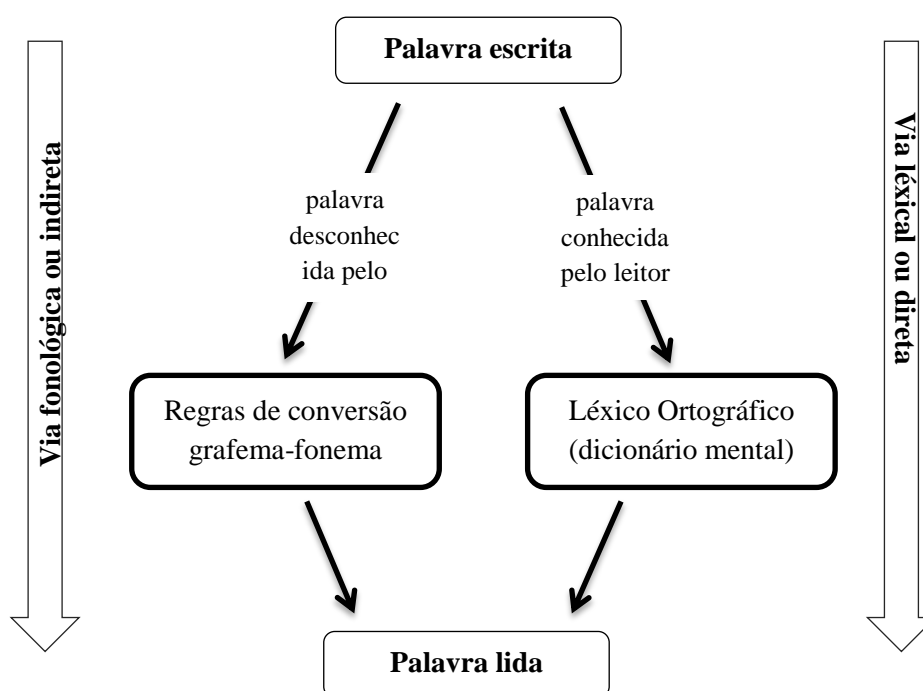 Palavra escrita
Via fonológica ou indireta
Via léxical ou direta
palavra
desconhec
ida pelo
palavra
conhecida
pelo leitor
Regras de conversão
grafema-fonema
Léxico Ortográfico
(dicionário mental)
Palavra lida